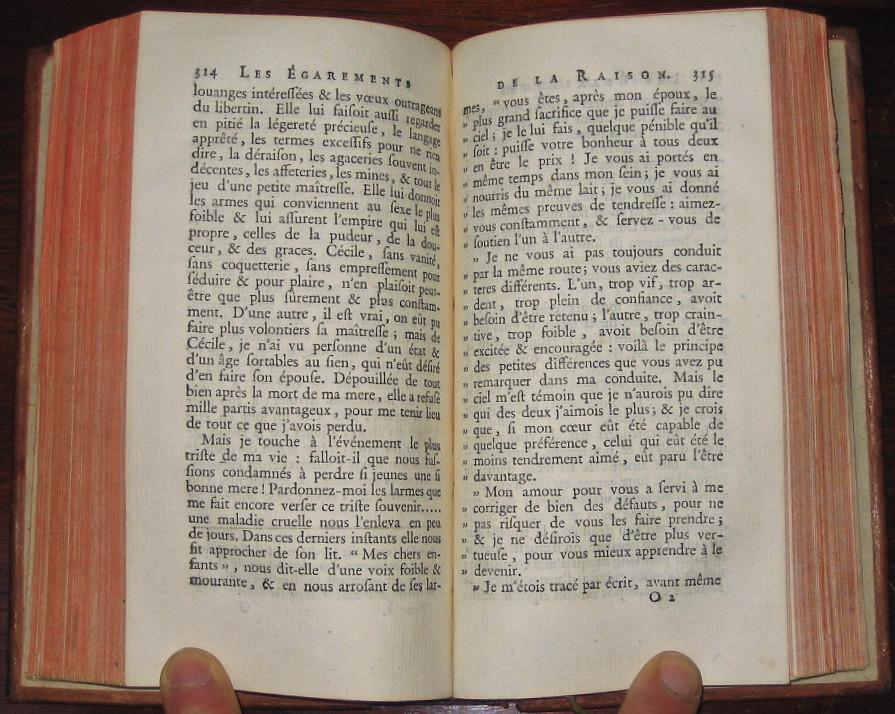 314 LES ÉGAREMENTS
louanges intéreſſées & les vœux outrageans
du libertin. Elle lui faiſoit auſſi regarder
en pitié la légereté précieuſe, le langage
apprêté, les termes exceſſifs pour ne rien
dire, la déraiſon, les agaceries ſouvent in-
décentes, les affeteries, les mines, & tout le
jeu d'une petite maîtreſſe. Elle lui donnoit
les armes qui conviennent au ſexe le plus
foible & lui aſſurent l'empire qui lui eſt
propre, celles de la pudeur, de la dou-
ceur, & des graces. Cécile, ſans vanité,
ſans coquetterie, ſans empreſſement pour
ſéduire & pour plaire, n'en plaiſoit peut-
être que plus sûrement & plus conſtam-
ment. D'une autre, il eſt vrai, on eût pu
faire plus volontiers ſa maîtreſſe; mais de
Cécile, je n'ai vu perſonne d'un état &
d'un âge ſortables au ſien, qui n'eût déſiré
d'en faire ſon épouſe. Dépouillée de tout
bien après la mort de ma mere, elle a refuſé
mille partis avantageux, pour me tenir lieu
de tout ce que j'avois perdu.
Mais je touche à l'événement le plus
triſte de ma vie : falloit-il que nous fuſ-
ſions condamnés à perdre ſi jeunes une ſi
bonne mere! Pardonnez-moi les larmes que
me fait encore verſer ce triſte ſouvenir.....
une maladie cruelle nous l'enleva en peu
de jours. Dans ces derniers inſtants elle nous
fit approcher de ſon lit. “ Mes chers en-
fants ”, nous dit-elle d'une voix foible &
mourante, & en nous arroſant de ſes lar-
DE LA RAISON. 315
mes, “ vous êtes, après mon époux, le
” plus grand ſacrifice que je puiſſe faire au
” ciel; je le lui fais, quelque pénible qu'il
” ſoit : puiſſe votre bonheur à tous deux
” en être le prix ! Je vous ai portés en
” même temps dans mon ſein; je vous ai
” nourris du même lait; je vous ai donné
” les mêmes preuves de tendreſſe : aimez-
” vous conſtamment, & ſervez - vous de
” ſoutien l'un à l'autre.
” Je ne vous ai pas toujours conduit
” par la même route; vous aviez des carac-
” teres différents. L'un, trop vif, trop ar-
” dent, trop plein de confiance, avoit
” beſoin d'être retenu; l'autre, trop crain-
” tive, trop foible, avoit beſoin d'être
” excitée & encouragée : voilà le principe
” des petites différences que vous avez pu
” remarquer dans ma conduite. Mais le
” ciel m'eſt témoin que je n'aurois pu dire
” qui des deux j'aimois le plus; & je crois
” que, ſi mon cœur eût été capable de
” quelque préférence, celui qui eût été le
” moins tendrement aimé, eût paru l'être
” davantage.
” Mon amour pour vous a ſervi à me
” corriger de bien des défauts, pour ne
” pas riſquer de vous les faire prendre;
” & je ne déſirois que d'être plus ver-
” tueuſe, pour vous mieux apprendre à le
” devenir.
” Je m'étois tracé par écrit, avant même
O 2